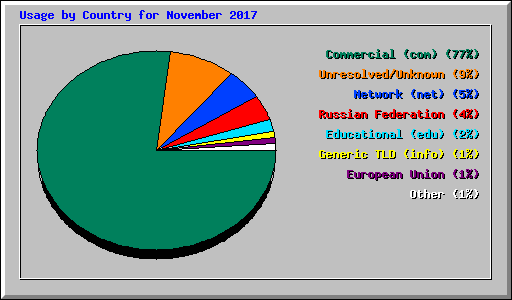 Usage by Country for November 2017
Commercial (com) (77%)
Unresolved/Unknown (9%)
Network (net) (5%)
Russian Federation (4%)
Educational (edu) (2%)
Generic TLD (info) (1%)
European Union (1%)
Other (1%)